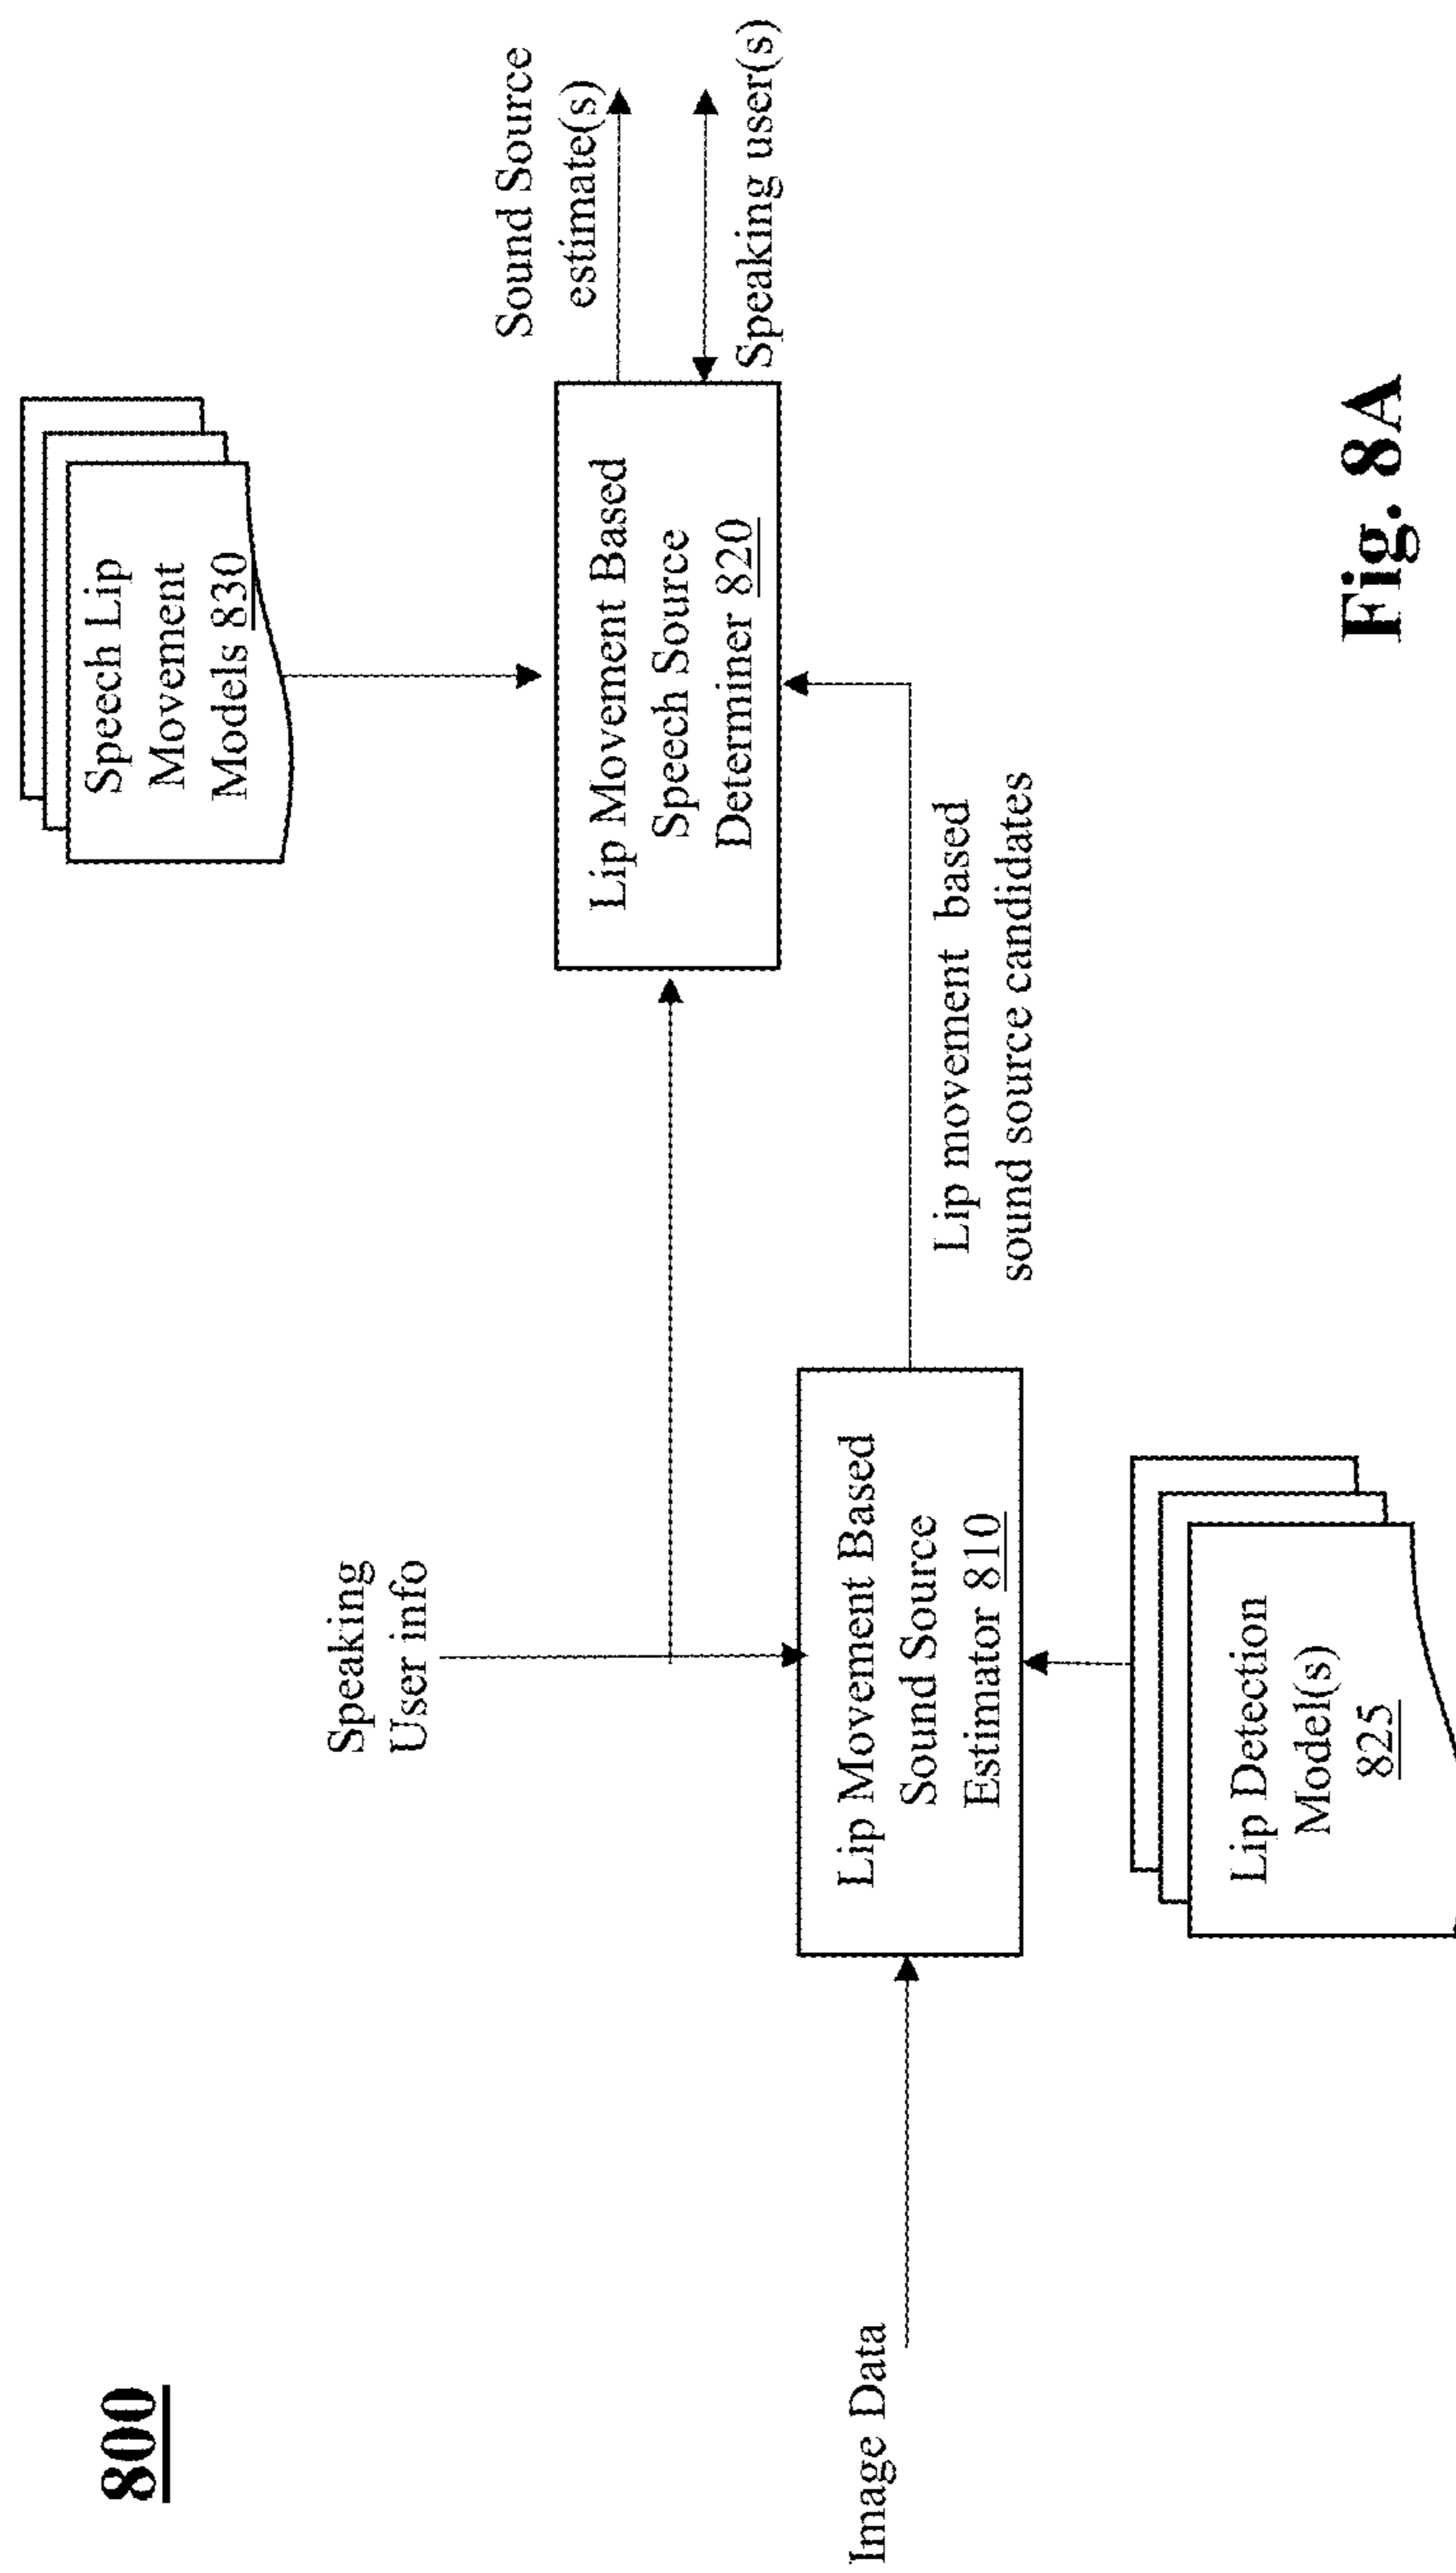 800
Speech Lip
Movement
Models 830
Sound Source
estimate(s)
Speaking
User info
Lip Movement Based
Speech Source
Determiner 820
Speaking user(s)
Image Data
Lip Movement Based
Sound Source
Estimator 810
Lip movement based
sound source candidates
Lip Detection
Model(s)
825
Fig. 8A